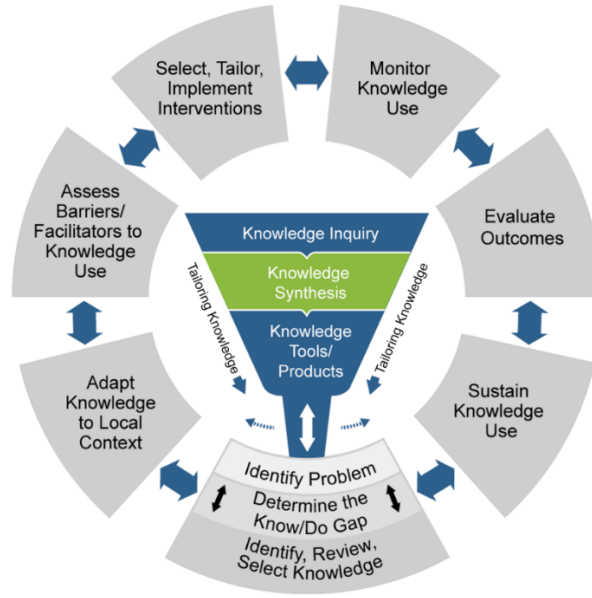 Select, Tailor,
Implement
Interventions
Monitor
Knowledge
Use
Assess
Barriers/
Facilitators to
Knowledge
Use
Evaluate
Outcomes
Knowledge Inquiry
Knowledge
Synthesis
Knowledge
Tools/
Products
Tailoring Knowledge
Tailoring Knowledge
Adapt
Knowledge
to Local
Context
Sustain
Knowledge
Use
Identify Problem
Determine the
Know/Do Gap
Identify, Review,
Select Knowledge